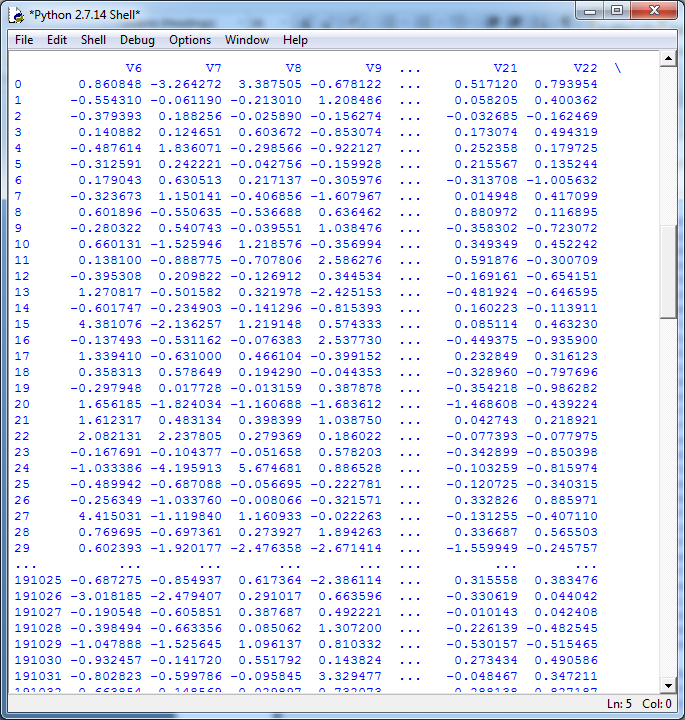 *Python 2.7.14 Shell*
File Edit Shell Debug Options Window Help
V6 V7 V8 V9 ... V21 V22 \
0 0.860848 -3.264272 3.387505 -0.678122 ... 0.517120 0.793954
1 -0.554310 -0.061190 -0.213010 1.208486 ... 0.058205 0.400362
2 -0.379393 0.188256 -0.025890 -0.156274 ... -0.032685 -0.162469
3 0.140882 0.124651 0.603672 -0.853074 ... 0.173074 0.494319
4 -0.487614 1.836071 -0.298566 -0.922127 ... 0.252358 0.179725
5 -0.312591 0.242221 -0.042756 -0.159928 ... 0.215567 0.135244
6 0.179043 0.630513 0.217137 -0.305976 ... -0.313708 -1.005632
7 -0.323673 1.150141 -0.406856 -1.607967 ... 0.014948 0.417099
8 0.601896 -0.550635 -0.536688 0.636462 ... 0.880972 0.116895
9 -0.280322 0.540743 -0.039551 1.038476 ... -0.358302 -0.723072
10 0.660131 -1.525946 1.218576 -0.356994 ... 0.349349 0.452242
11 0.138100 -0.888775 -0.707806 2.586276 ... 0.591876 -0.300709
12 -0.395308 0.209822 -0.126912 0.344534 ... -0.169161 -0.654151
13 1.270817 -0.501582 0.321978 -2.425153 ... -0.481924 -0.646595
14 -0.601747 -0.234903 -0.141296 -0.815393 ... 0.160223 -0.113911
15 4.381076 -2.136257 1.219148 0.574333 ... 0.085114 0.463230
16 -0.137493 -0.531162 -0.076383 2.537730 ... -0.449375 -0.935900
17 1.339410 -0.631000 0.466104 -0.399152 ... 0.232849 0.316123
18 0.358313 0.578649 0.194290 -0.044353 ... -0.328960 -0.797696
19 -0.297948 0.017728 -0.013159 0.387878 ... -0.354218 -0.986282
20 1.656185 -1.824034 -1.160688 -1.683612 ... -1.468608 -0.439224
21 1.612317 0.483134 0.398399 1.038750 ... 0.042743 0.218921
22 2.082131 2.237805 0.279369 0.186022 ... -0.077393 -0.077975
23 -0.167691 -0.104377 -0.051658 0.578203 ... -0.342899 -0.850398
24 -1.033386 -4.195913 5.674681 0.886528 ... -0.103259 -0.815974
25 -0.489942 -0.687088 -0.056695 -0.222781 ... -0.120725 -0.340315
26 -0.256349 -1.033760 -0.008066 -0.321571 ... 0.332826 0.885971
27 4.415031 -1.119840 1.160933 -0.022263 ... -0.131255 -0.407110
28 0.769695 -0.697361 0.273927 1.894263 ... 0.336687 0.565503
29 0.602393 -1.920177 -2.476358 -2.671414 ... -1.559949 -0.245757
... ... ... ... ... ... ... ...
191025 -0.687275 -0.854937 0.617364 -2.386114 ... 0.315558 0.383476
191026 -3.018185 -2.479407 0.291017 0.663596 ... -0.330619 0.044042
191027 -0.190548 -0.605851 0.387687 0.492221 ... -0.010143 0.042408
191028 -0.398494 -0.663356 0.085062 1.307200 ... -0.226139 -0.482545
191029 -1.047888 -1.525645 1.096137 0.810332 ... -0.530157 -0.515465
191030 -0.932457 -0.141720 0.551792 0.143824 ... 0.273434 0.490586
191031 -0.802823 -0.599786 -0.095845 3.329477 ... -0.048467 0.347211
Ln: 5 Col: 0